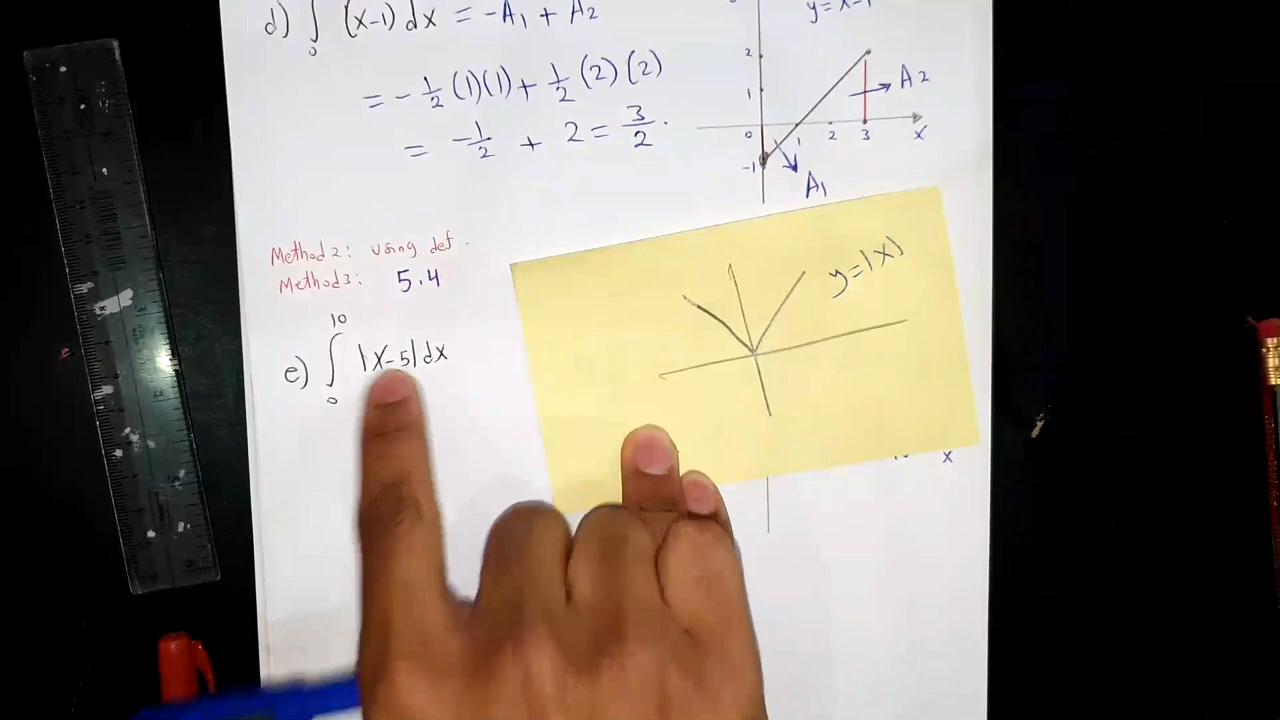 d) ∫₀ (x-1) dx = -A₁ + A₂
= -1/2 (1)(1) + 1/2 (2)(2)
= -1/2 + 2 = 3/2.
y = x-1
2
1
0 1 2 3 x
-1
A2
A₁
Method 2: using def.
Method 3: 5.4
e) ∫₀¹⁰ |x-5| dx
y=|x|
x